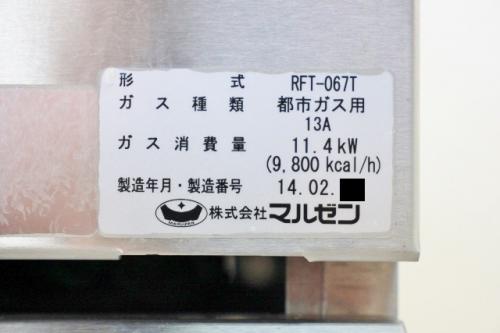 形 式 RFT-067T
ガス種類 都市ガス用
13A
ガス消費量 11.4kW
(9,800kcal/h)
製造年月・製造番号 14.02.
株式会社マルゼン